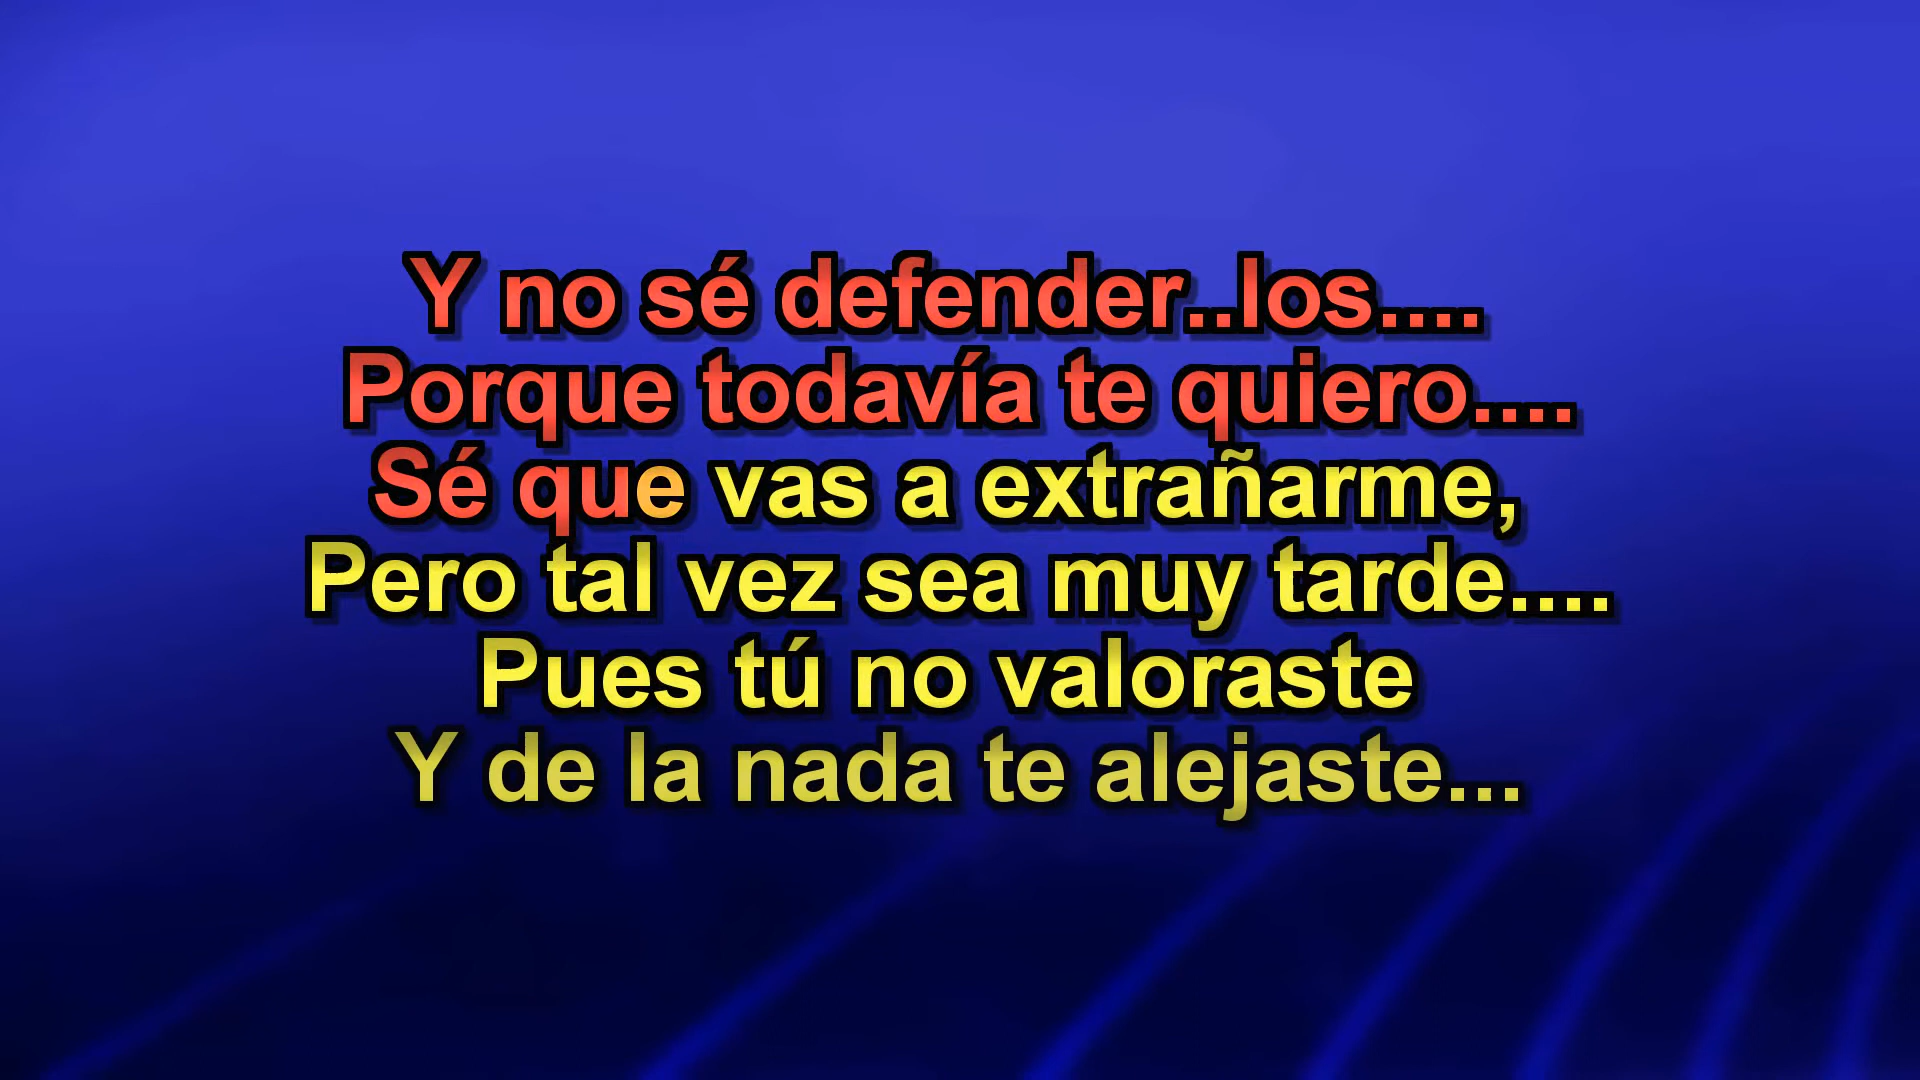 Y no sé defender..los....
Porque todavía te quiero....
Sé que vas a extrañarme,
Pero tal vez sea muy tarde....
Pues tú no valoraste
Y de la nada te alejaste...